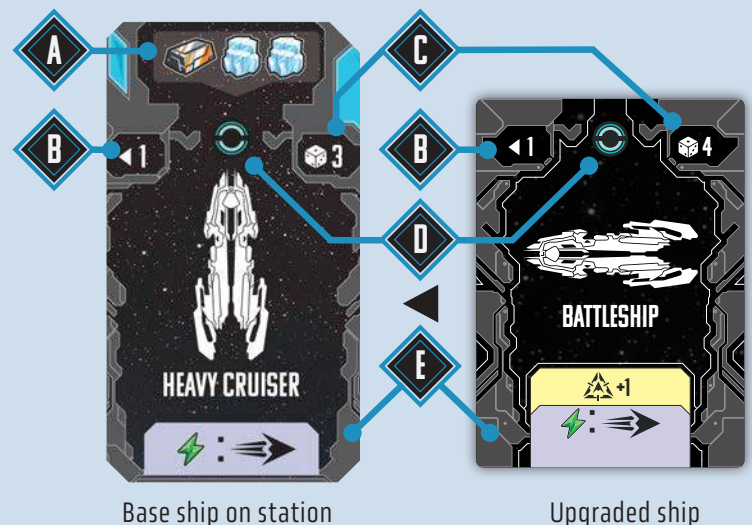 A
C
B
◀1
3
B
◀1
4
D
HEAVY CRUISER
BATTLESHIP
E
+1
:
:
Base ship on station
Upgraded ship